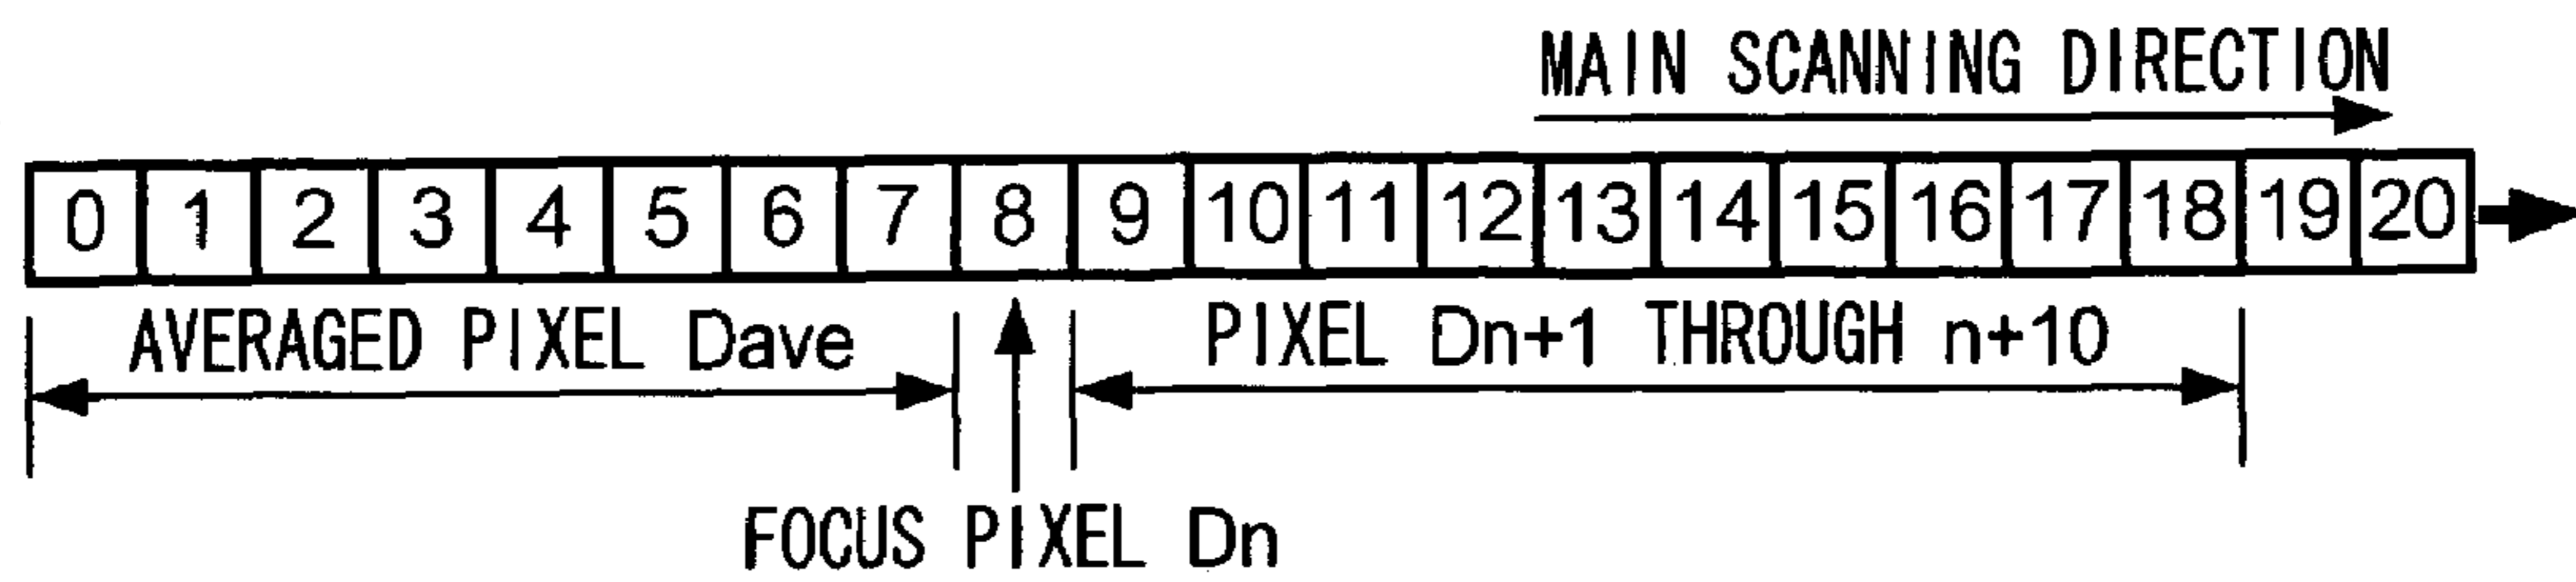 MAIN SCANNING DIRECTION
0 1 2 3 4 5 6 7 8 9 10 11 12 13 14 15 16 17 18 19 20
AVERAGED PIXEL Dave PIXEL Dn+1 THROUGH n+10
FOCUS PIXEL Dn